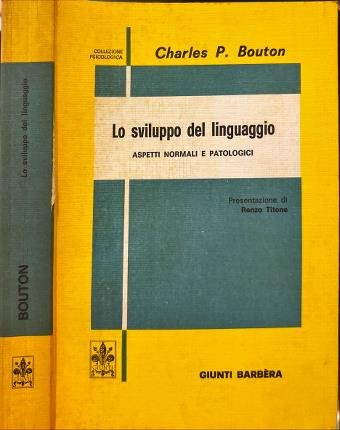 Lo sviluppo del linguaggio
BOUTON
COLLEZIONE
PSICOLOGICA
Charles P. Bouton
Lo sviluppo del linguaggio
ASPETTI NORMALI E PATOLOGICI
Presentazione di
Renzo Titone
GIUNTI BARBÈRA